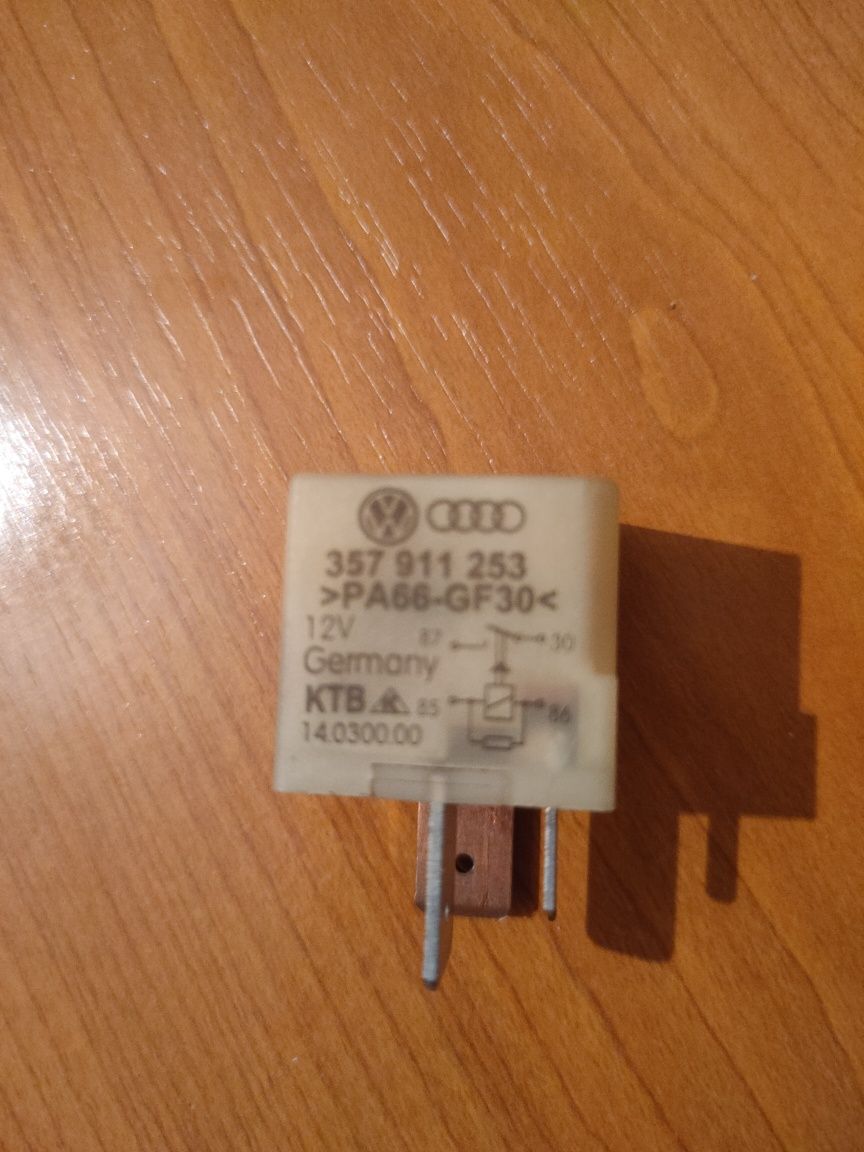 357 911 253
>PA66-GF30<
12V
87
30
Germany
KTB
85
86
14.0300.00